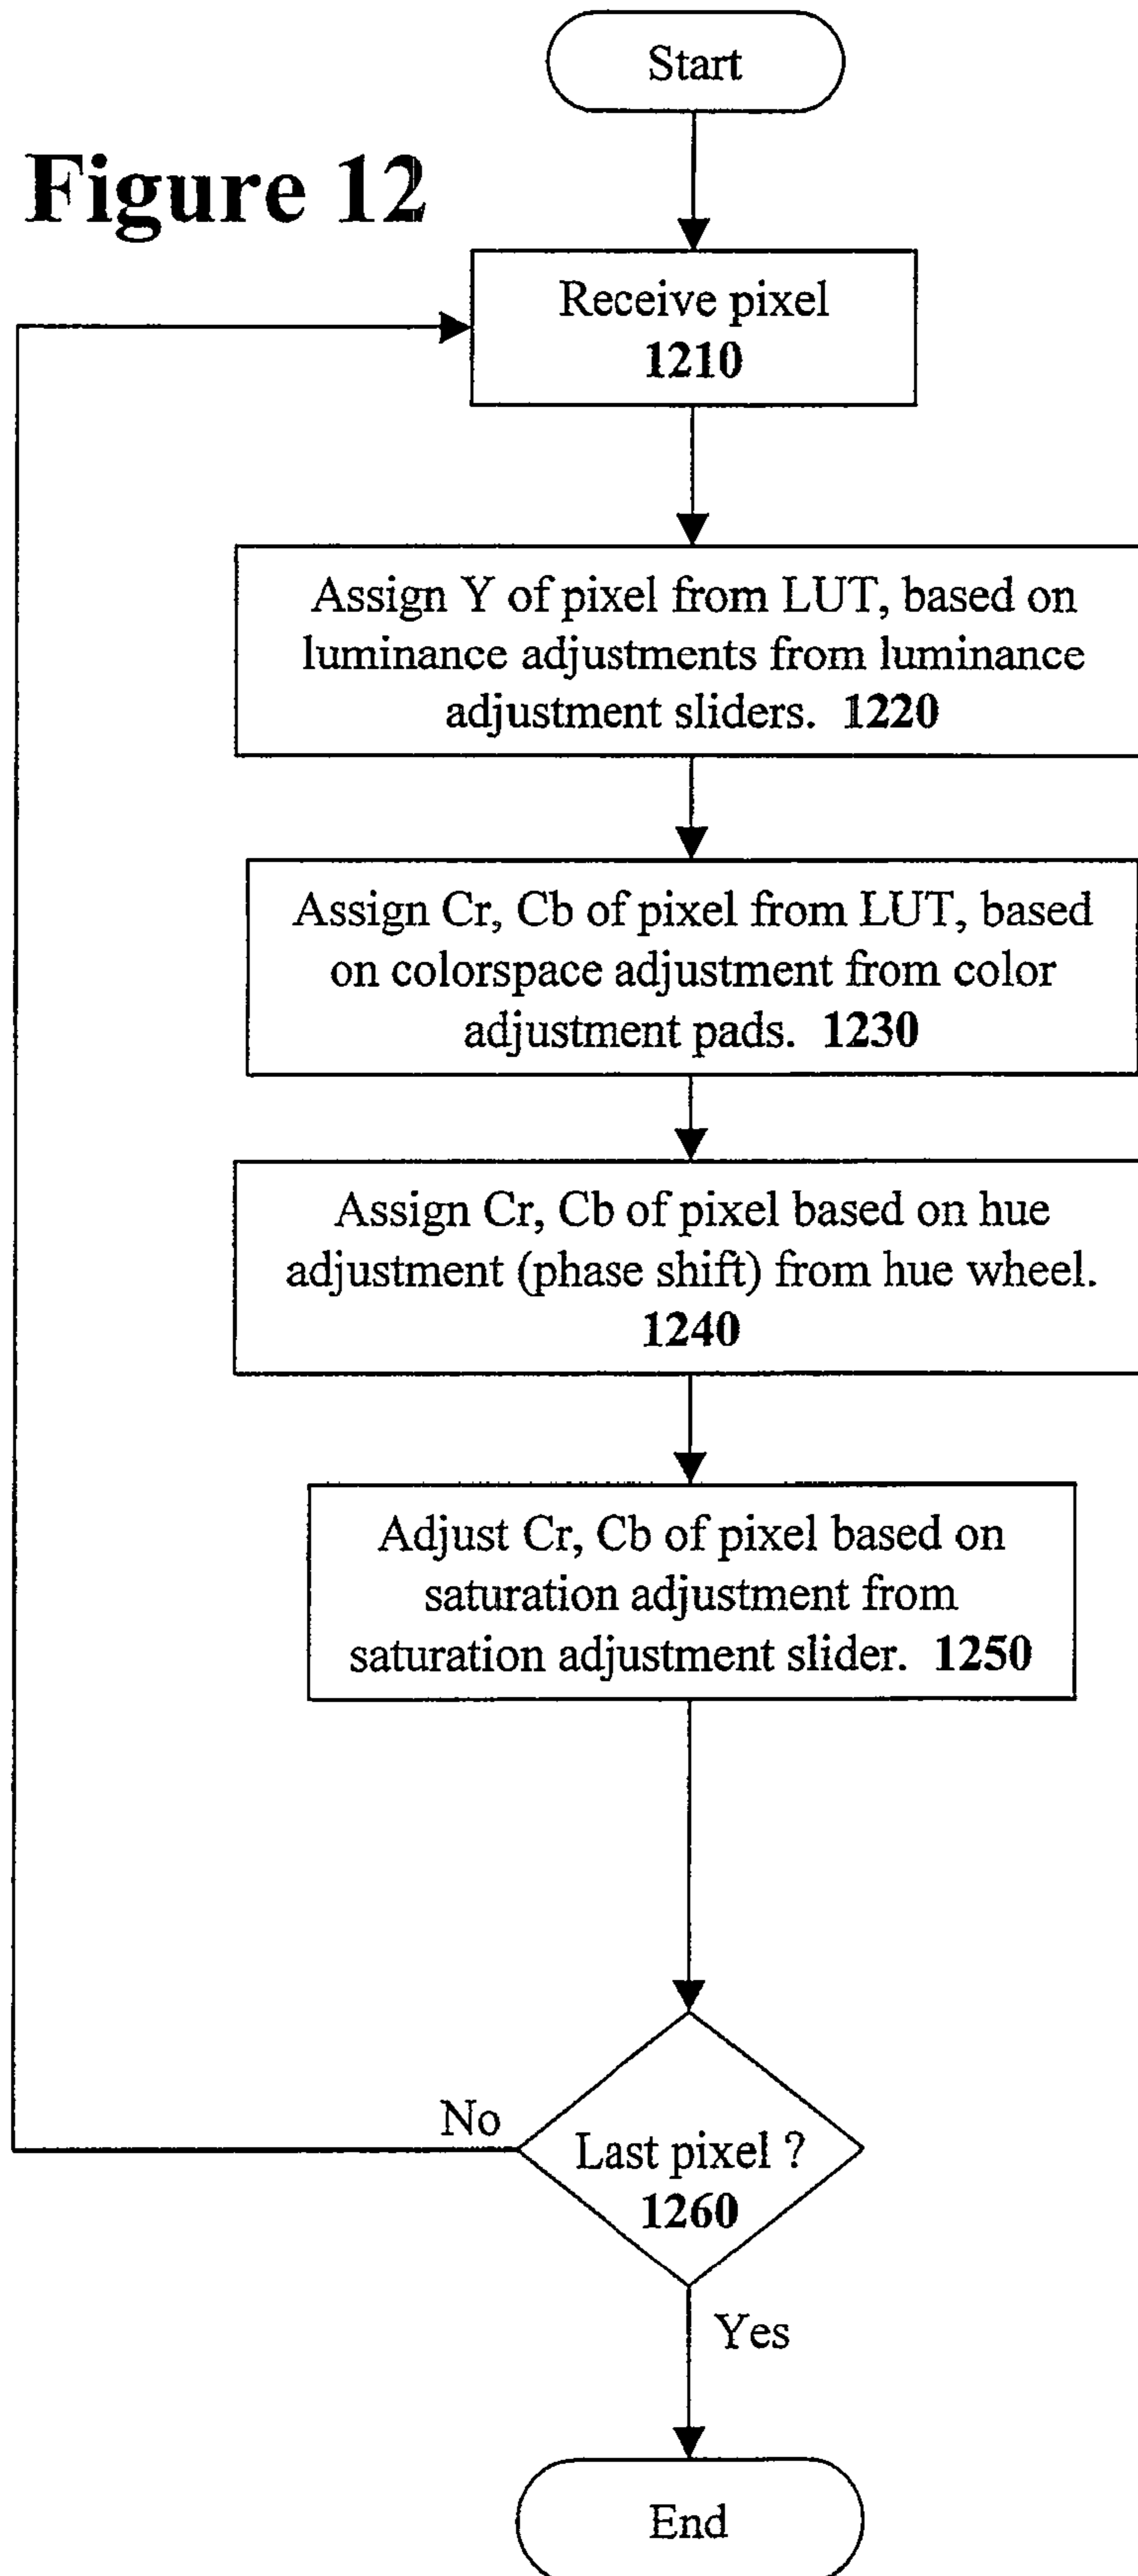 Start
Figure 12
Receive pixel
1210
Assign Y of pixel from LUT, based on
luminance adjustments from luminance
adjustment sliders. 1220
Assign Cr, Cb of pixel from LUT, based
on colorspace adjustment from color
adjustment pads. 1230
Assign Cr, Cb of pixel based on hue
adjustment (phase shift) from hue wheel.
1240
Adjust Cr, Cb of pixel based on
saturation adjustment from
saturation adjustment slider. 1250
No
Last pixel ?
1260
Yes
End